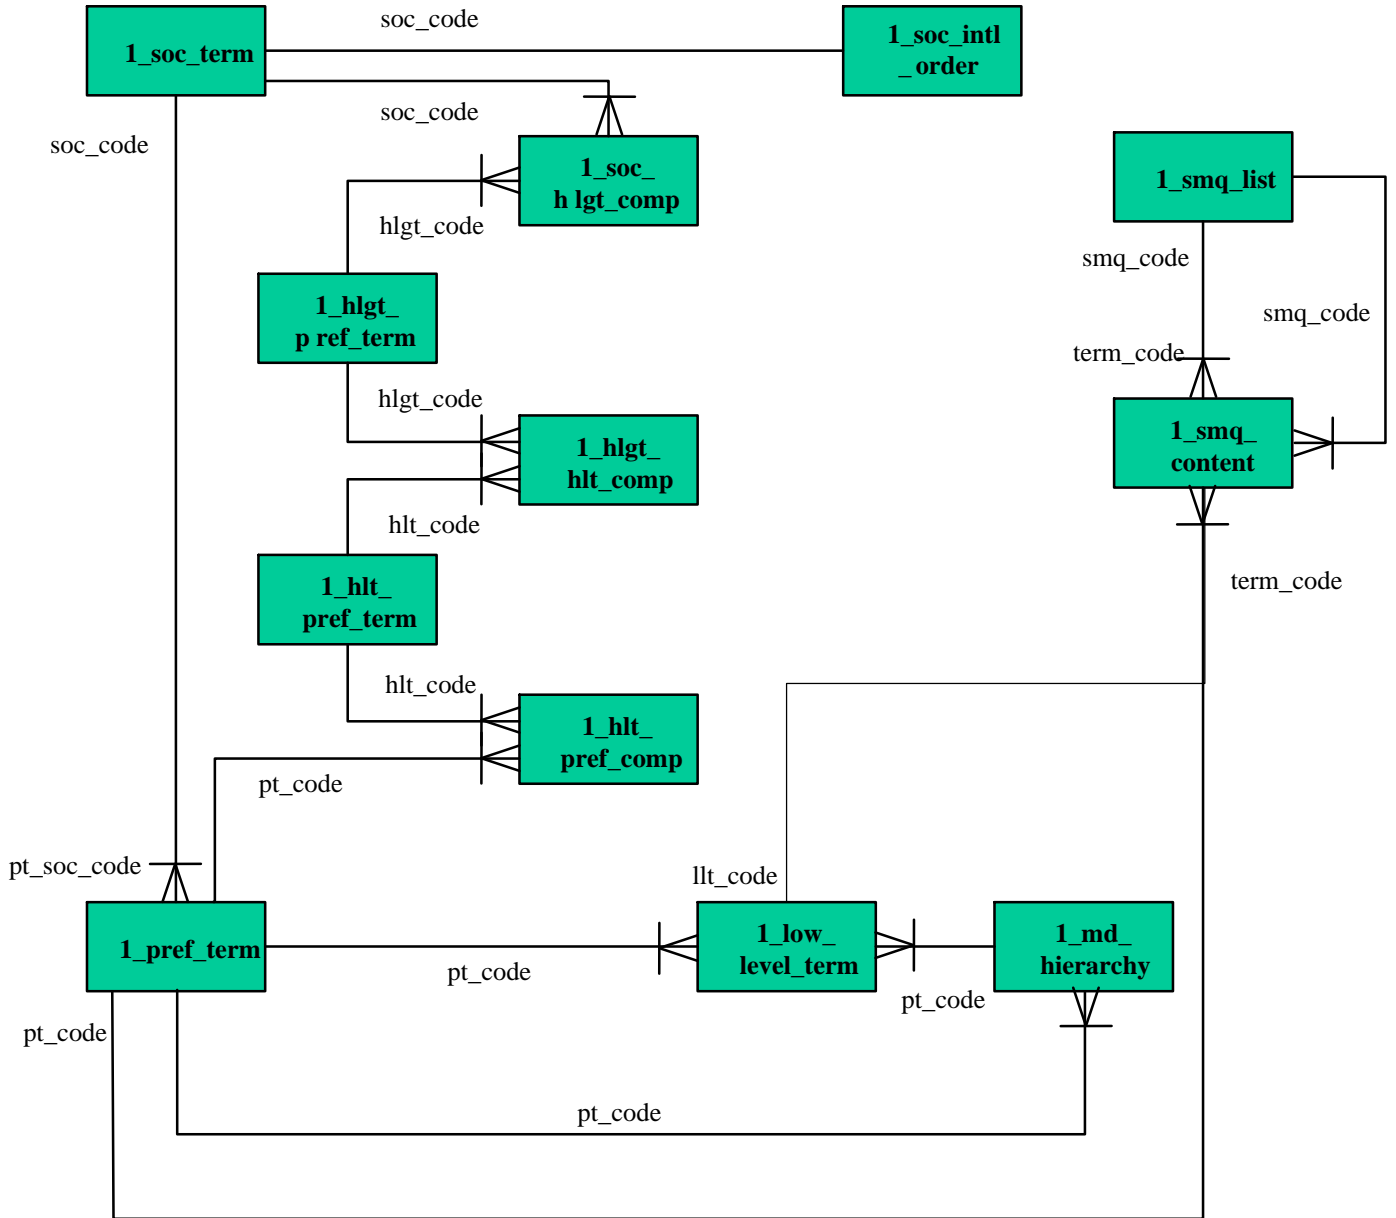 soc_code
1_soc_term
1_soc_intl
_ order
soc_code
soc_code
1_soc_
h lgt_comp
1_smq_list
hlgt_code
smq_code
smq_code
1_hlgt_
p ref_term
term_code
hlgt_code
1_hlgt_
hlt_comp
1_smq_
content
hlt_code
term_code
1_hlt_
pref_term
hlt_code
1_hlt_
pref_comp
pt_code
pt_soc_code
llt_code
1_pref_term
1_low_
level_term
1_md_
hierarchy
pt_code
pt_code
pt_code
pt_code